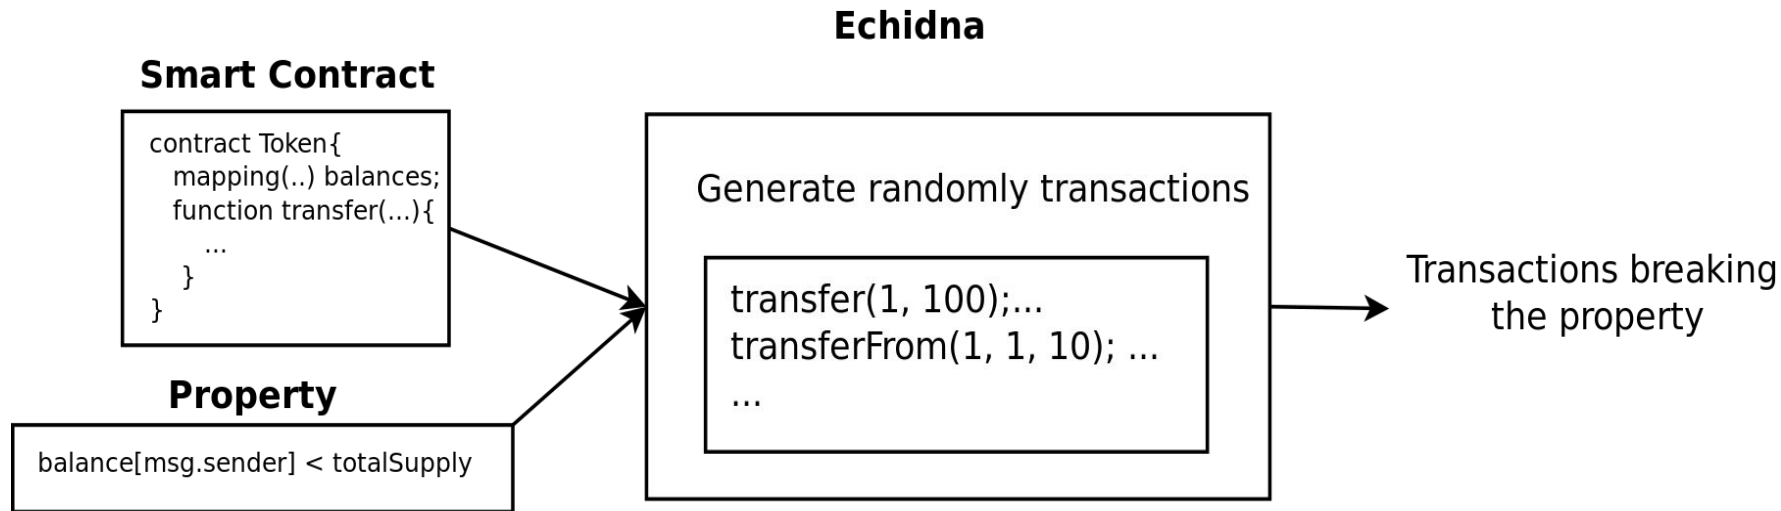 Echidna
Smart Contract
contract Token{
mapping(..) balances;
function transfer(...){
...
}
}
Property
balance[msg.sender] < totalSupply
Generate randomly transactions
transfer(1, 100);...
transferFrom(1, 1, 10); ...
...
Transactions breaking
the property